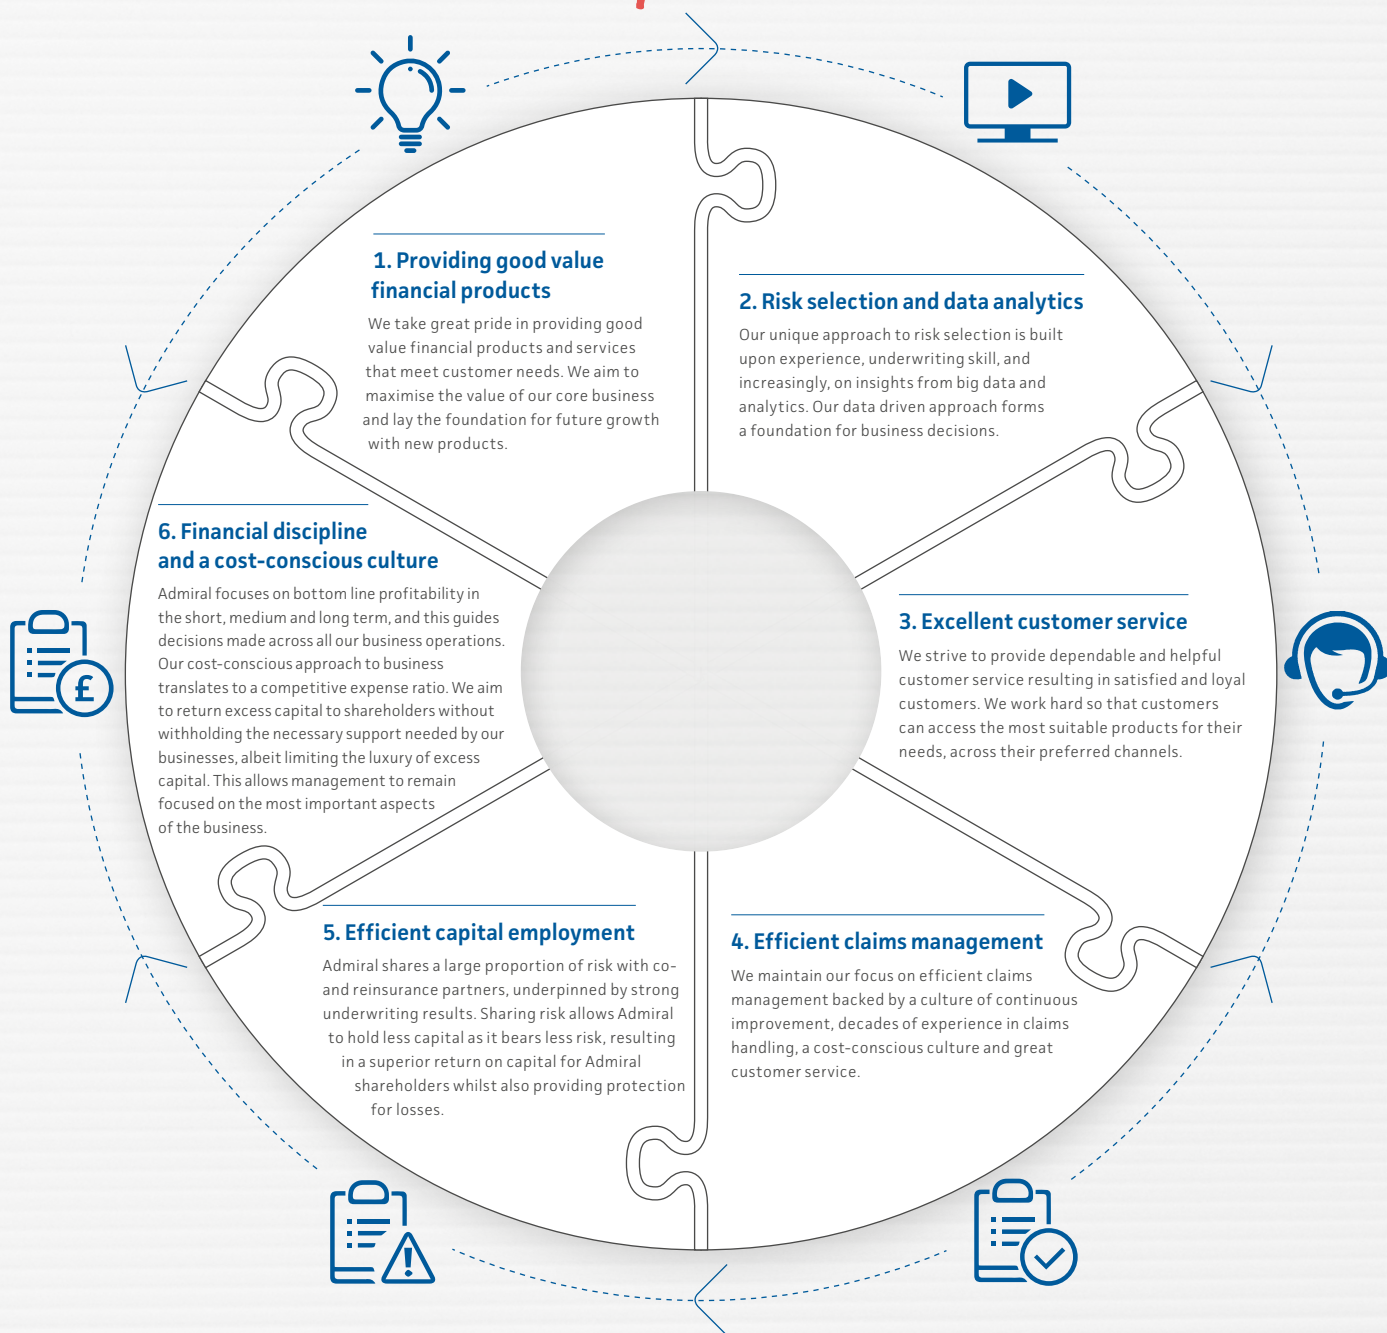 1. Providing good value
financial products
We take great pride in providing good
value financial products and services
that meet customer needs. We aim to
maximise the value of our core business
and lay the foundation for future growth
with new products.
2. Risk selection and data analytics
Our unique approach to risk selection is built
upon experience, underwriting skill, and
increasingly, on insights from big data and
analytics. Our data driven approach forms
a foundation for business decisions.
3. Excellent customer service
We strive to provide dependable and helpful
customer service resulting in satisfied and loyal
customers. We work hard so that customers
can access the most suitable products for their
needs, across their preferred channels.
4. Efficient claims management
We maintain our focus on efficient claims
management backed by a culture of continuous
improvement, decades of experience in claims
handling, a cost-conscious culture and great
customer service.
5. Efficient capital employment
Admiral shares a large proportion of risk with co-
and reinsurance partners, underpinned by strong
underwriting results. Sharing risk allows Admiral
to hold less capital as it bears less risk, resulting
in a superior return on capital for Admiral
shareholders whilst also providing protection
for losses.
6. Financial discipline
and a cost-conscious culture
Admiral focuses on bottom line profitability in
the short, medium and long term, and this guides
decisions made across all our business operations.
Our cost-conscious approach to business
translates to a competitive expense ratio. We aim
to return excess capital to shareholders without
withholding the necessary support needed by our
businesses, albeit limiting the luxury of excess
capital. This allows management to remain
focused on the most important aspects
of the business.
£
!